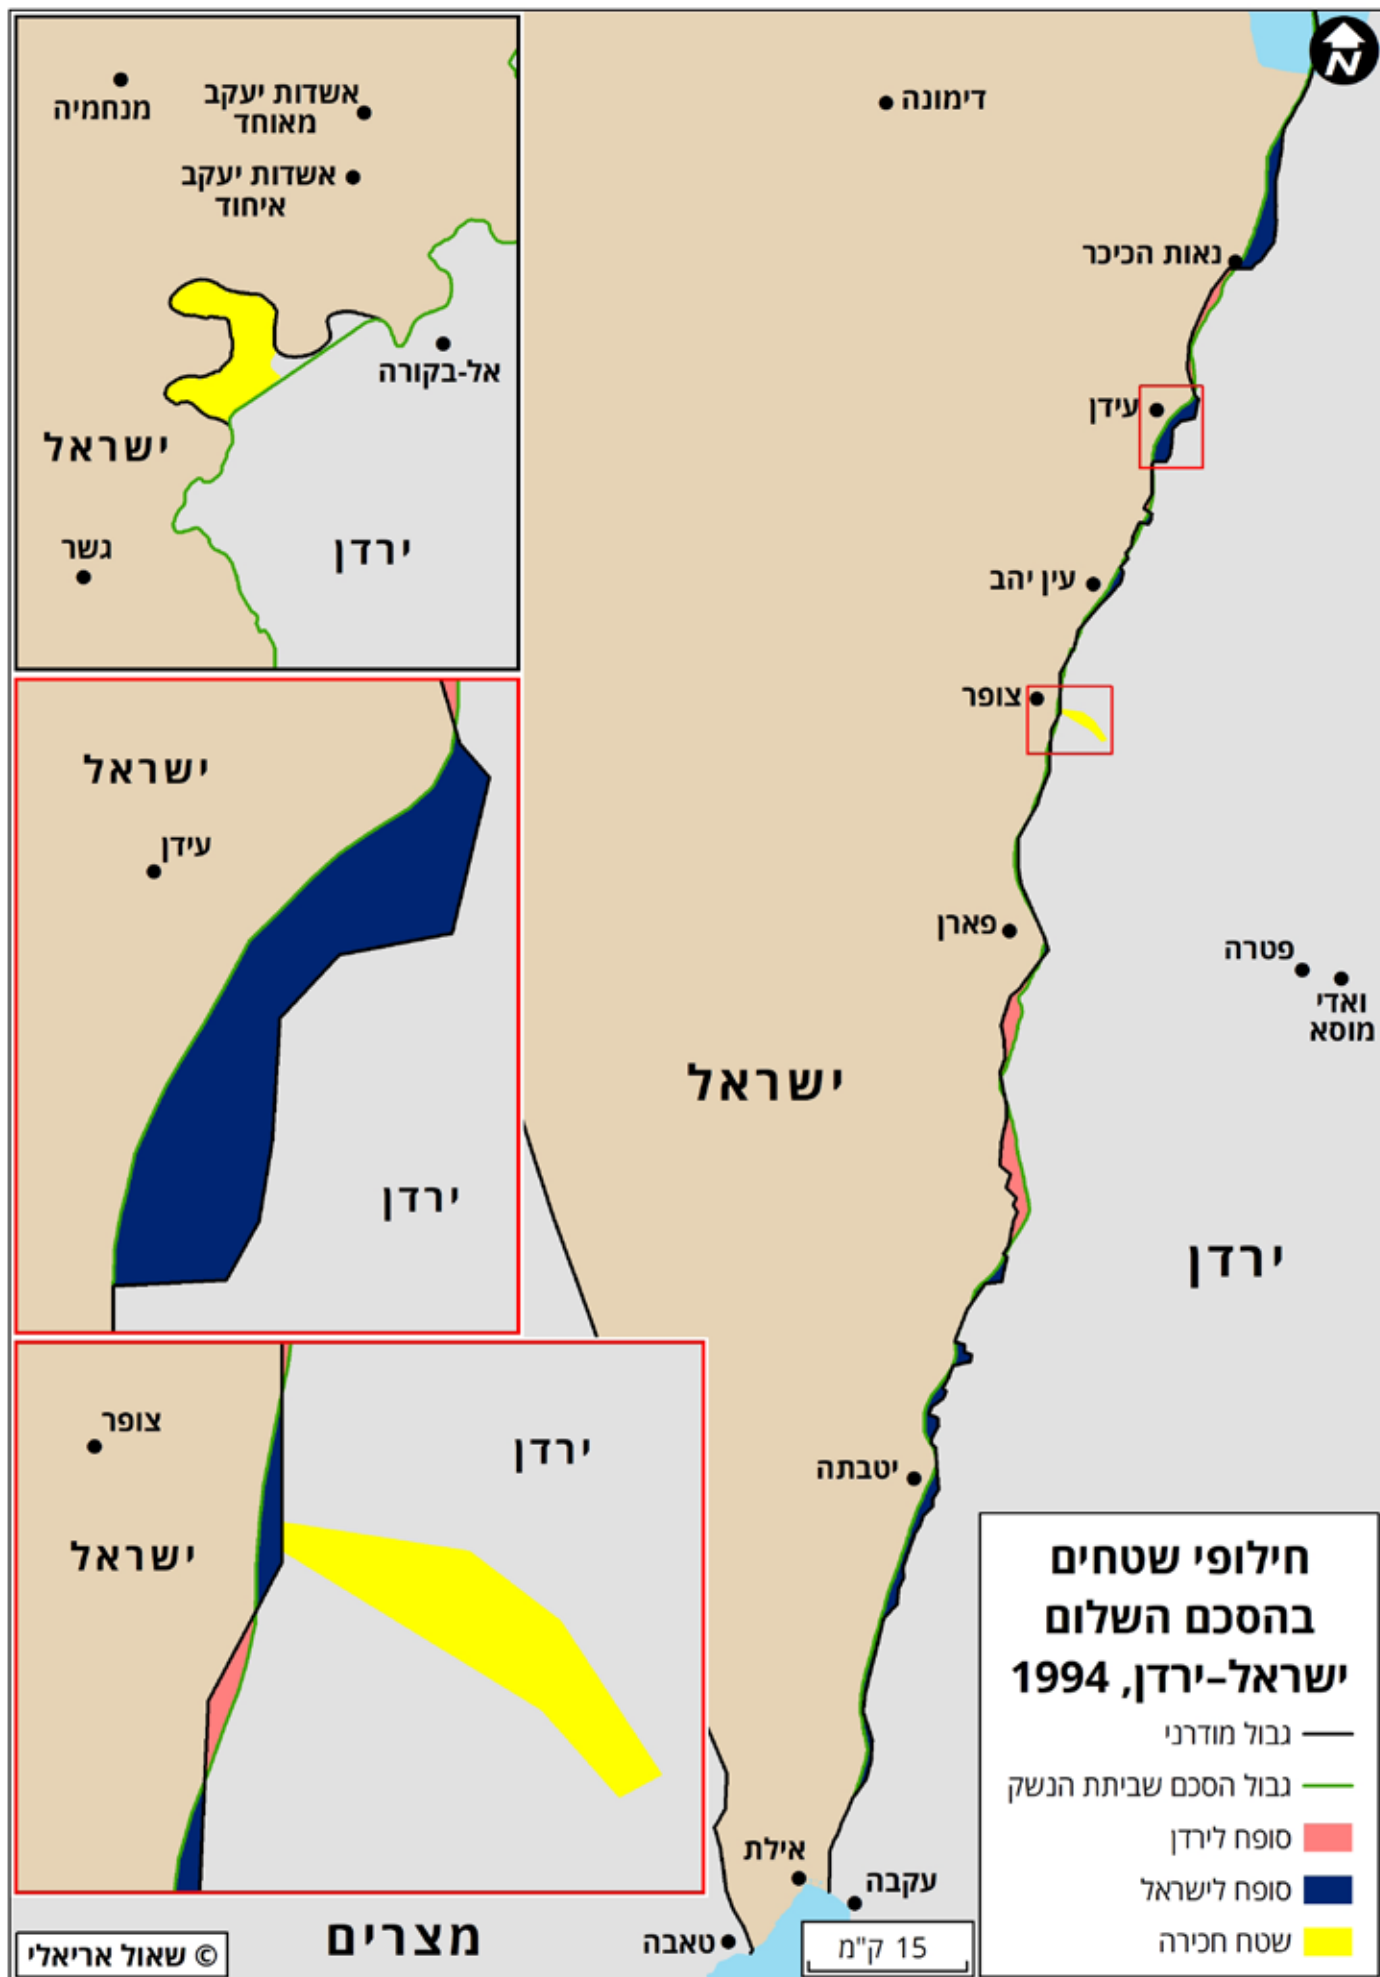 מנחמיה
אשדות יעקב
מאוחד
אשדות יעקב
איחוד
אל-בקורה
ישראל
ירדן
גשר
ישראל
עידן
ירדן
צופר
ירדן
ישראל
N
דימונה
נאות הכיכר
עידן
עין יהב
צופר
פארן
פטרה
ואדי
מוסא
ישראל
ירדן
יטבתה
אילת
עקבה
טאבה
מצרים
15 ק"מ
חילופי שטחים
בהסכם השלום
ישראל–ירדן, 1994
גבול מודרני
גבול הסכם שביתת הנשק
סופח לירדן
סופח לישראל
שטח חכירה
© שאול אריאלי